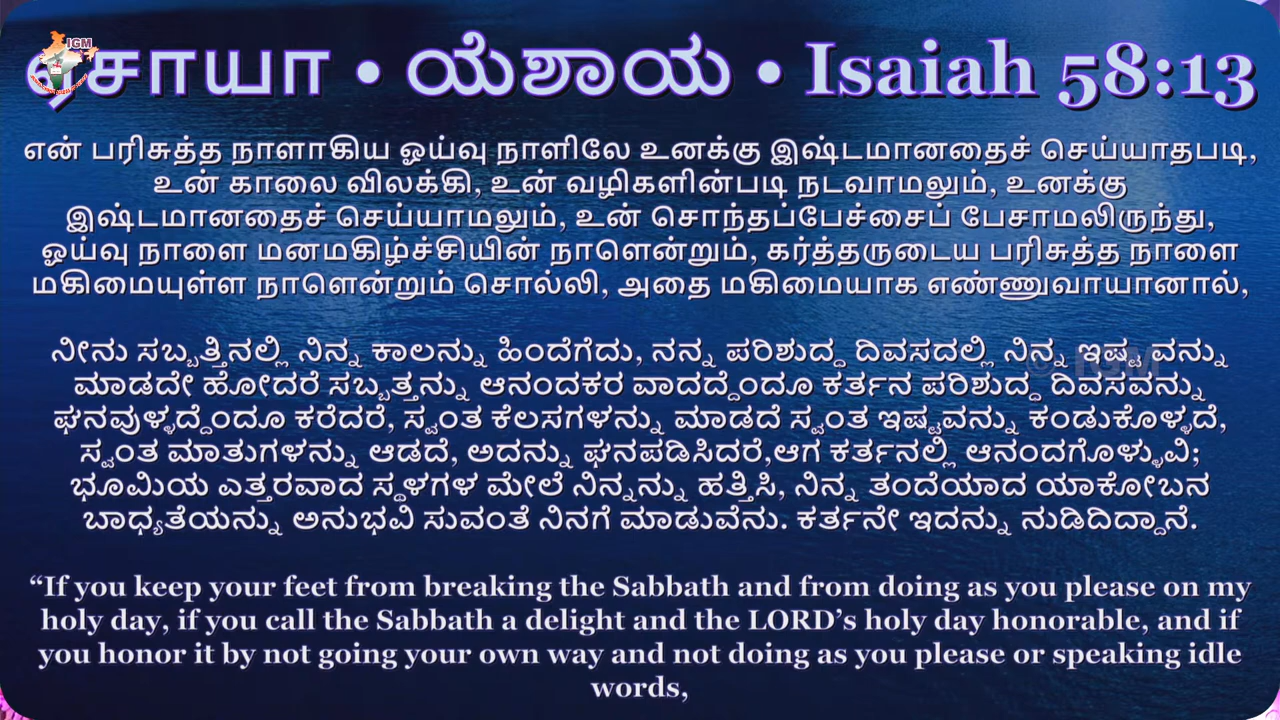 ஏசாயா • ಯೆಶಾಯ • Isaiah 58:13
IGM
என் பரிசுத்த நாளாகிய ஓய்வு நாளிலே உனக்கு இஷ்டமானதைச் செய்யாதபடி,
உன் காலை விலக்கி, உன் வழிகளின்படி நடவாமலும், உனக்கு
இஷ்டமானதைச் செய்யாமலும், உன் சொந்தப்பேச்சைப் பேசாமலிருந்து,
ஓய்வு நாளை மனமகிழ்ச்சியின் நாளென்றும், கர்த்தருடைய பரிசுத்த நாளை
மகிமையுள்ள நாளென்றும் சொல்லி, அதை மகிமையாக எண்ணுவாயானால்,
ನೀನು ಸಬ್ಬತ್ತಿನಲ್ಲಿ ನಿನ್ನ ಕಾಲನ್ನು ಹಿಂದೆಗೆದು, ನನ್ನ ಪರಿಶುದ್ಧ ದಿವಸದಲ್ಲಿ ನಿನ್ನ ಇಷ್ಟ ವನ್ನು
ಮಾಡದೇ ಹೋದರೆ ಸಬ್ಬತ್ತನ್ನು ಆನಂದಕರ ವಾದದ್ದೆಂದೂ ಕರ್ತನ ಪರಿಶುದ್ಧ ದಿವಸವನ್ನು
ಘನವುಳ್ಳದ್ದೆಂದೂ ಕರೆದರೆ, ಸ್ವಂತ ಕೆಲಸಗಳನ್ನು ಮಾಡದೆ ಸ್ವಂತ ಇಷ್ಟವನ್ನು ಕಂಡುಕೊಳ್ಳದೆ,
ಸ್ವಂತ ಮಾತುಗಳನ್ನು ಆಡದೆ, ಅದನ್ನು ಘನಪಡಿಸಿದರೆ,ಆಗ ಕರ್ತನಲ್ಲಿ ಆನಂದಗೊಳ್ಳುವಿ;
ಭೂಮಿಯ ಎತ್ತರವಾದ ಸ್ಥಳಗಳ ಮೇಲೆ ನಿನ್ನನ್ನು ಹತ್ತಿಸಿ, ನಿನ್ನ ತಂದೆಯಾದ ಯಾಕೋಬನ
ಬಾಧ್ಯತೆಯನ್ನು ಅನುಭವಿ ಸುವಂತೆ ನಿನಗೆ ಮಾಡುವೆನು. ಕರ್ತನೇ ಇದನ್ನು ನುಡಿದಿದ್ದಾನೆ.
“If you keep your feet from breaking the Sabbath and from doing as you please on my
holy day, if you call the Sabbath a delight and the LORD’s holy day honorable, and if
you honor it by not going your own way and not doing as you please or speaking idle
words,